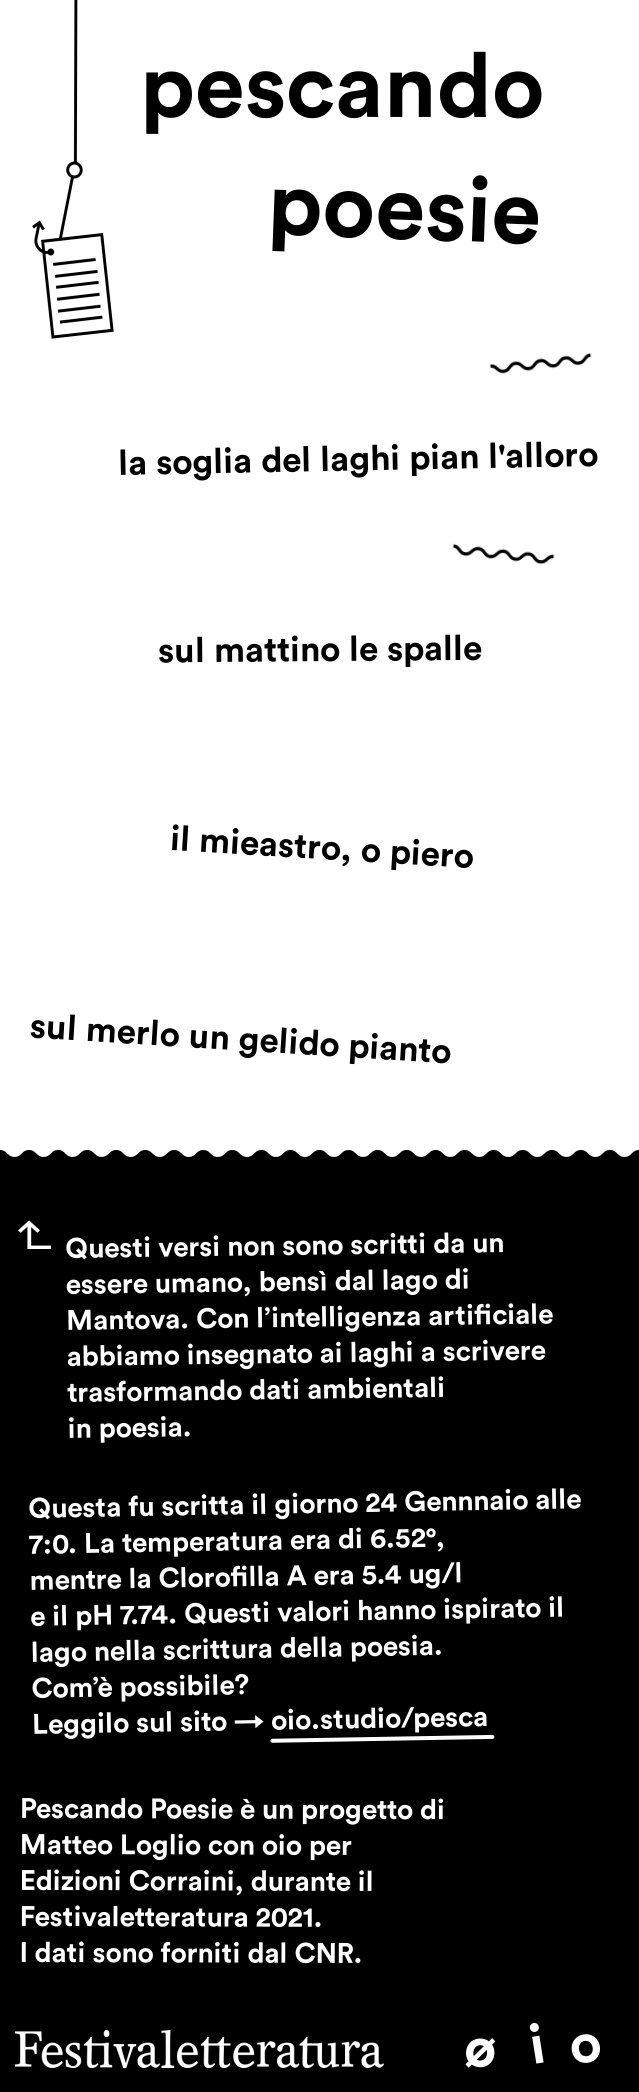 pescando
poesie
la soglia del laghi pian l'alloro
sul mattino le spalle
il mieastro, o piero
sul merlo un gelido pianto
Questi versi non sono scritti da un
essere umano, bensì dal lago di
Mantova. Con l’intelligenza artificiale
abbiamo insegnato ai laghi a scrivere
trasformando dati ambientali
in poesia.
Questa fu scritta il giorno 24 Gennnaio alle
7:0. La temperatura era di 6.52°,
mentre la Clorofilla A era 5.4 ug/l
e il pH 7.74. Questi valori hanno ispirato il
lago nella scrittura della poesia.
Com’è possibile?
Leggilo sul sito → oio.studio/pesca
Pescando Poesie è un progetto di
Matteo Loglio con oio per
Edizioni Corraini, durante il
Festivaletteratura 2021.
I dati sono forniti dal CNR.
Festivaletteratura ø i o